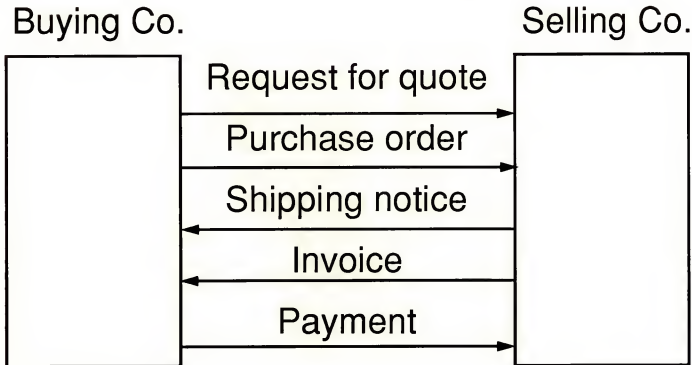 Buying Co.
Selling Co.
Request for quote
Purchase order
Shipping notice
Invoice
Payment